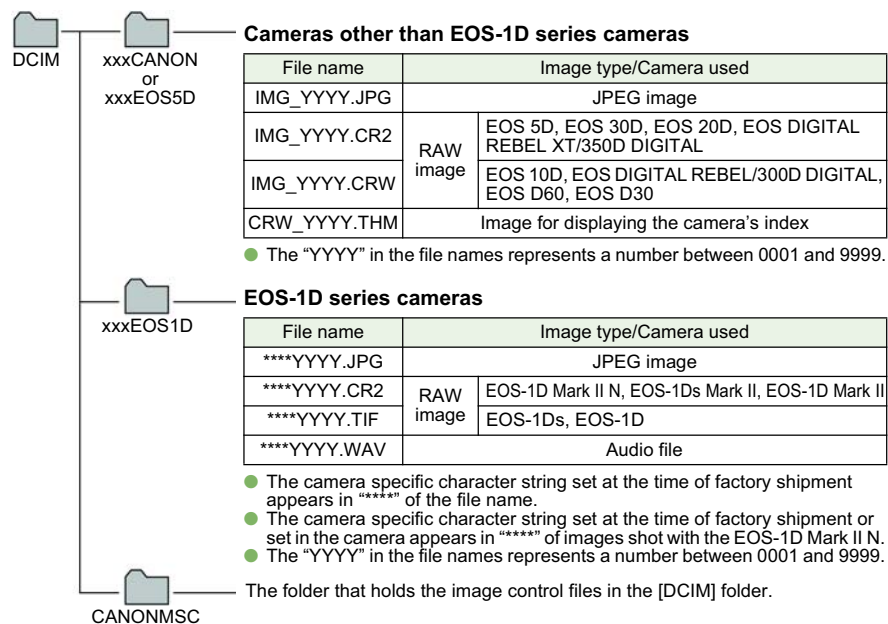 DCIM
xxxCANON
or
xxxEOS5D
Cameras other than EOS-1D series cameras
File name Image type/Camera used
IMG_YYYY.JPG JPEG image
IMG_YYYY.CR2 RAW image EOS 5D, EOS 30D, EOS 20D, EOS DIGITAL
REBEL XT/350D DIGITAL
IMG_YYYY.CRW EOS 10D, EOS DIGITAL REBEL/300D DIGITAL,
EOS D60, EOS D30
CRW_YYYY.THM Image for displaying the camera's index
● The “YYYY” in the file names represents a number between 0001 and 9999.
xxxEOS1D
EOS-1D series cameras
File name Image type/Camera used
****YYYY.JPG JPEG image
****YYYY.CR2 RAW image EOS-1D Mark II N, EOS-1Ds Mark II, EOS-1D Mark II
****YYYY.TIF EOS-1Ds, EOS-1D
****YYYY.WAV Audio file
● The camera specific character string set at the time of factory shipment
appears in “****” of the file name.
● The camera specific character string set at the time of factory shipment or
set in the camera appears in “****” of images shot with the EOS-1D Mark II N.
● The “YYYY” in the file names represents a number between 0001 and 9999.
CANONMSC
The folder that holds the image control files in the [DCIM] folder.